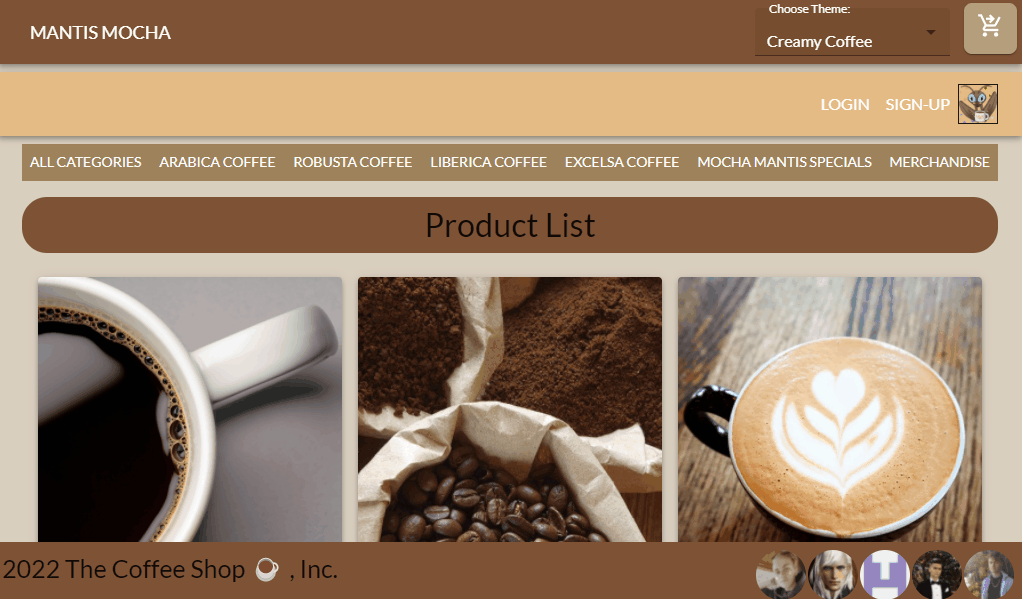 Choose Theme:
MANTIS MOCHA
Creamy Coffee
LOGIN SIGN-UP
ALL CATEGORIES ARABICA COFFEE ROBUSTA COFFEE LIBERICA COFFEE EXCELSA COFFEE MOCHA MANTIS SPECIALS MERCHANDISE
Product List
2022 The Coffee Shop , Inc.